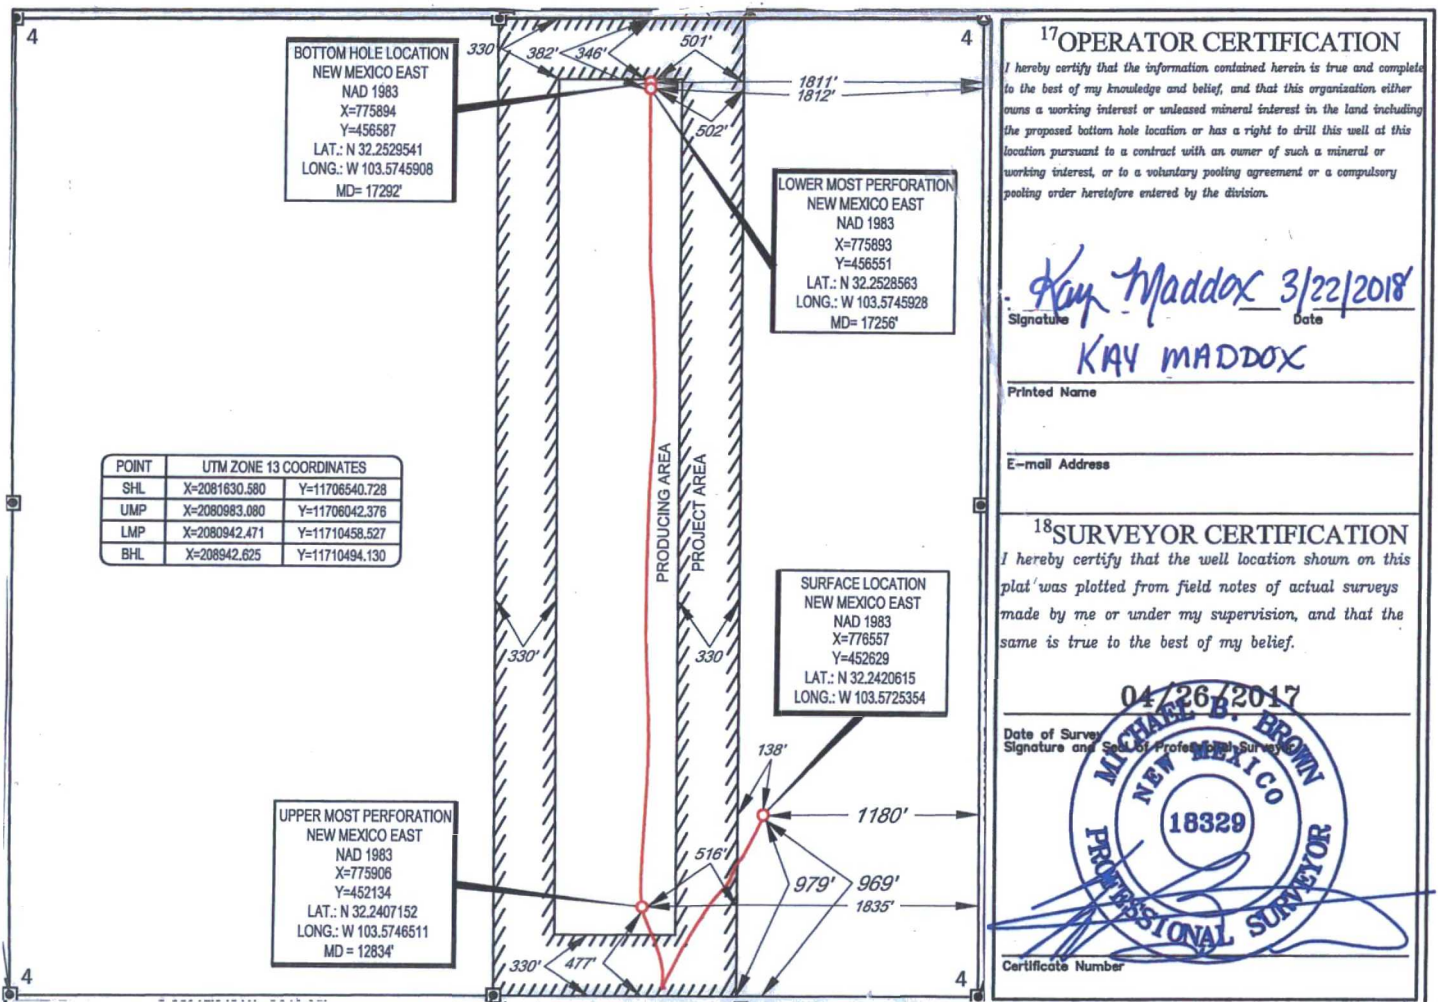 4
4
330'
382'
346'
501'
1811'
1812'
502'
BOTTOM HOLE LOCATION
NEW MEXICO EAST
NAD 1983
X=775894
Y=456587
LAT.: N 32.2529541
LONG.: W 103.5745908
MD= 17292'
LOWER MOST PERFORATION
NEW MEXICO EAST
NAD 1983
X=775893
Y=456551
LAT.: N 32.2528563
LONG.: W 103.5745928
MD= 17256'
POINT UTM ZONE 13 COORDINATES
SHL X=2081630.580 Y=11706540.728
UMP X=2080983.080 Y=11706042.376
LMP X=2080942.471 Y=11710458.527
BHL X=208942.625 Y=11710494.130
PRODUCING AREA
PROJECT AREA
330'
330'
SURFACE LOCATION
NEW MEXICO EAST
NAD 1983
X=776557
Y=452629
LAT.: N 32.2420615
LONG.: W 103.5725354
138'
1180'
516'
979'
969'
1835'
UPPER MOST PERFORATION
NEW MEXICO EAST
NAD 1983
X=775906
Y=452134
LAT.: N 32.2407152
LONG.: W 103.5746511
MD = 12834'
330'
477'
4
4
17OPERATOR CERTIFICATION
I hereby certify that the information contained herein is true and complete
to the best of my knowledge and belief, and that this organization either
owns a working interest or unleased mineral interest in the land including
the proposed bottom hole location or has a right to drill this well at this
location pursuant to a contract with an owner of such a mineral or
working interest, or to a voluntary pooling agreement or a compulsory
pooling order heretofore entered by the division.
Kay Maddox 3/22/2018
Signature Date
KAY MADDOX
Printed Name
E-mail Address
18SURVEYOR CERTIFICATION
I hereby certify that the well location shown on this
plat was plotted from field notes of actual surveys
made by me or under my supervision, and that the
same is true to the best of my belief.
04/26/2017
Date of Survey
Signature and Seal of Professional Surveyor
MICHAEL B. BROWN
NEW MEXICO
18329
PROFESSIONAL SURVEYOR
Certificate Number